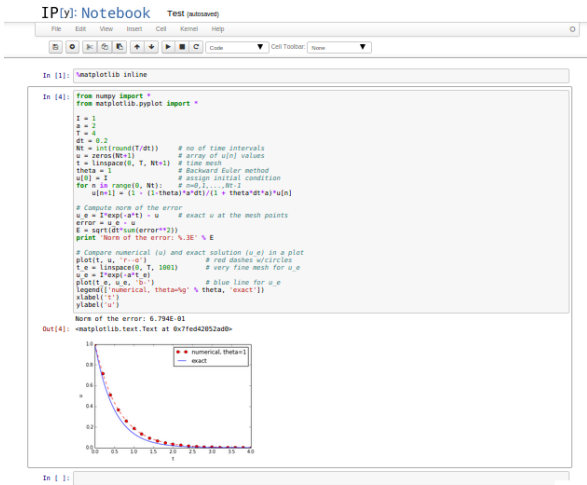 IP[y]: Notebook Test (autosaved)
File Edit View Insert Cell Kernel Help
Code Cell Toolbar: None
In [1]: %matplotlib inline
In [4]: from numpy import *
from matplotlib.pyplot import *
I = 1
a = 2
T = 4
dt = 0.2
Nt = int(round(T/dt)) # no of time intervals
u = zeros(Nt+1) # array of u[n] values
t = linspace(0, T, Nt+1) # time mesh
theta = 1 # Backward Euler method
u[0] = I # assign initial condition
for n in range(0, Nt): # n=0,1,...,Nt-1
u[n+1] = (1 - (1-theta)*a*dt)/(1 + theta*dt*a)*u[n]
# Compute norm of the error
u_e = I*exp(-a*t) - u # exact u at the mesh points
error = u_e - u
E = sqrt(dt*sum(error**2))
print 'Norm of the error: %.3E' % E
# Compare numerical (u) and exact solution (u_e) in a plot
plot(t, u, 'r--o') # red dashes w/circles
t_e = linspace(0, T, 1001) # very fine mesh for u_e
u_e = I*exp(-a*t_e)
plot(t_e, u_e, 'b-') # blue line for u_e
legend(['numerical, theta=%g' % theta, 'exact'])
xlabel('t')
ylabel('u')
Norm of the error: 6.794E-01
Out[4]: <matplotlib.text.Text at 0x7fed42052ad0>
1.0
numerical, theta=1
exact
0.8
0.6
u
0.4
0.2
0.0
0.0 0.5 1.0 1.5 2.0 2.5 3.0 3.5 4.0
t
In [ ]: